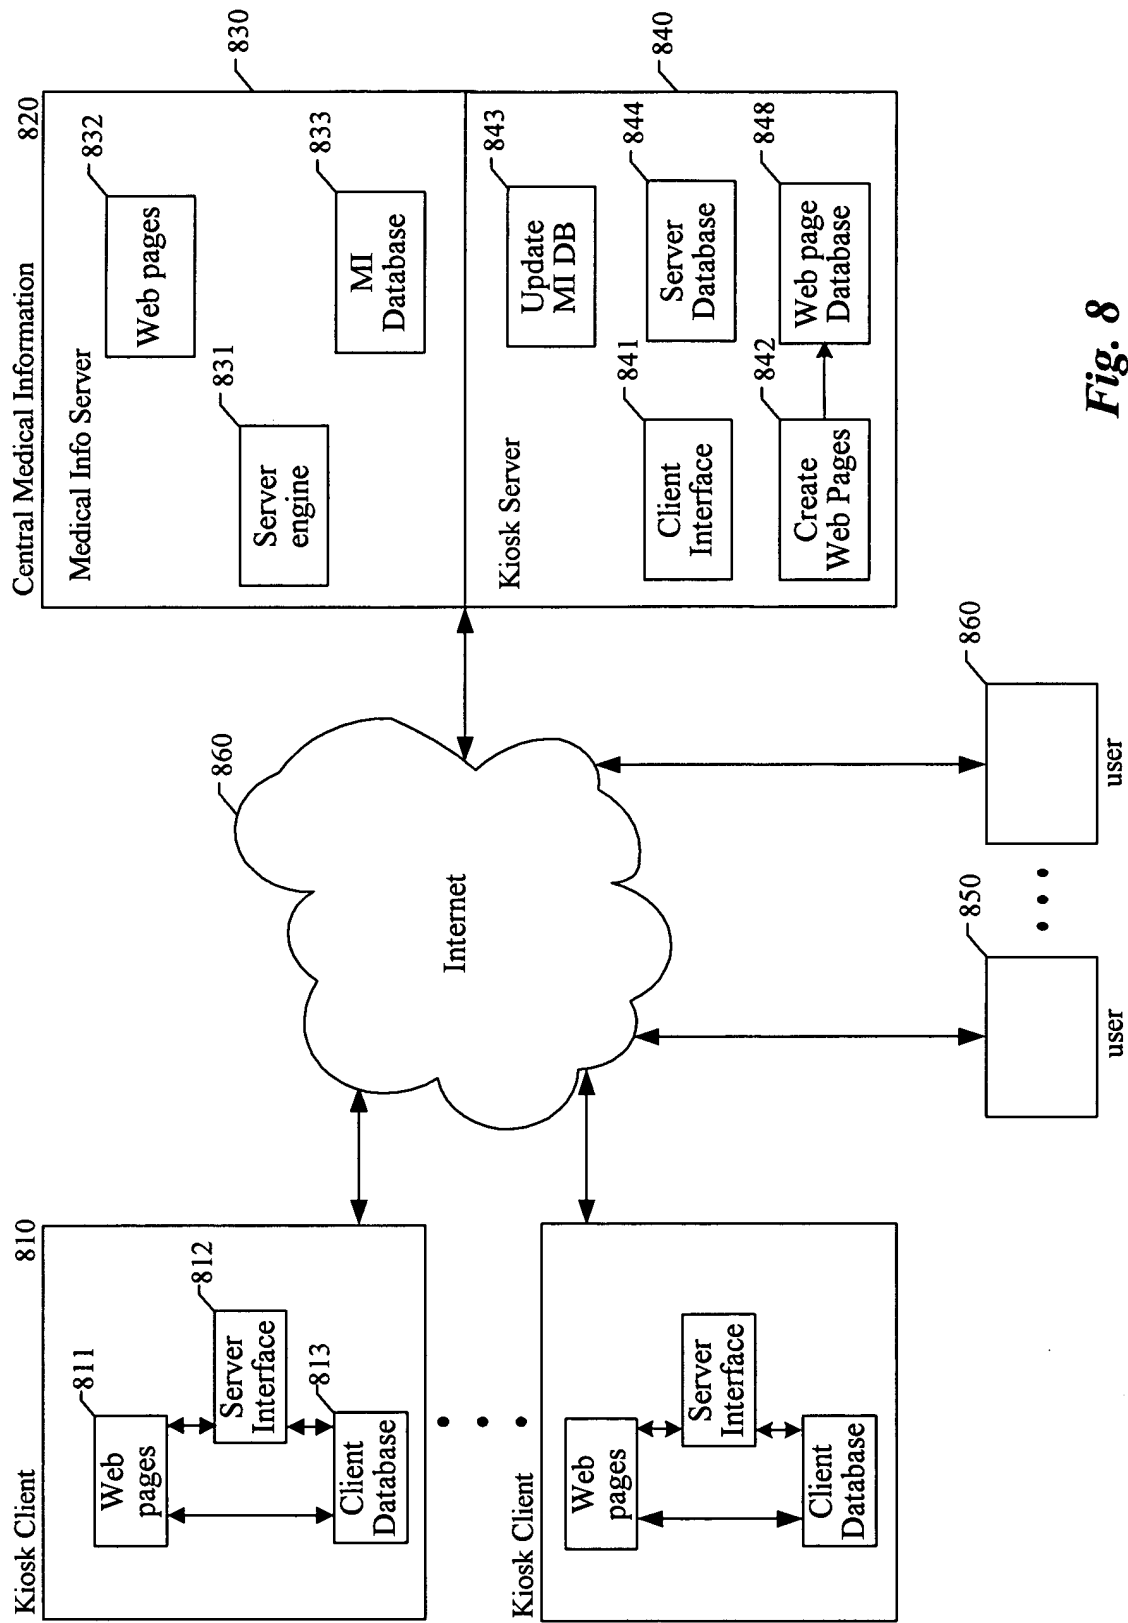 Kiosk Client
810
811
Web
pages
812
Server
Interface
813
Client
Database
Kiosk Client
Web
pages
Server
Interface
Client
Database
860
Internet
850
user
860
user
Central Medical Information
820
Medical Info Server
830
831
Server
engine
832
Web pages
833
MI
Database
Kiosk Server
840
843
Update
MI DB
841
Client
Interface
844
Server
Database
842
Create
Web Pages
848
Web page
Database
Fig. 8